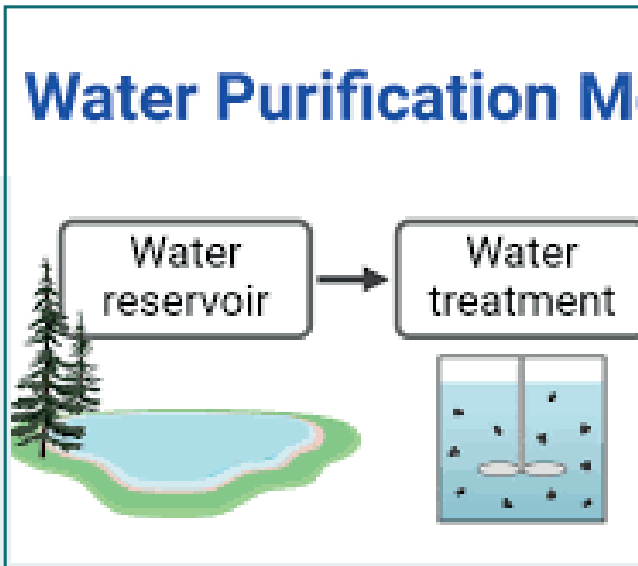 Water Purification M
Water
reservoir
Water
treatment